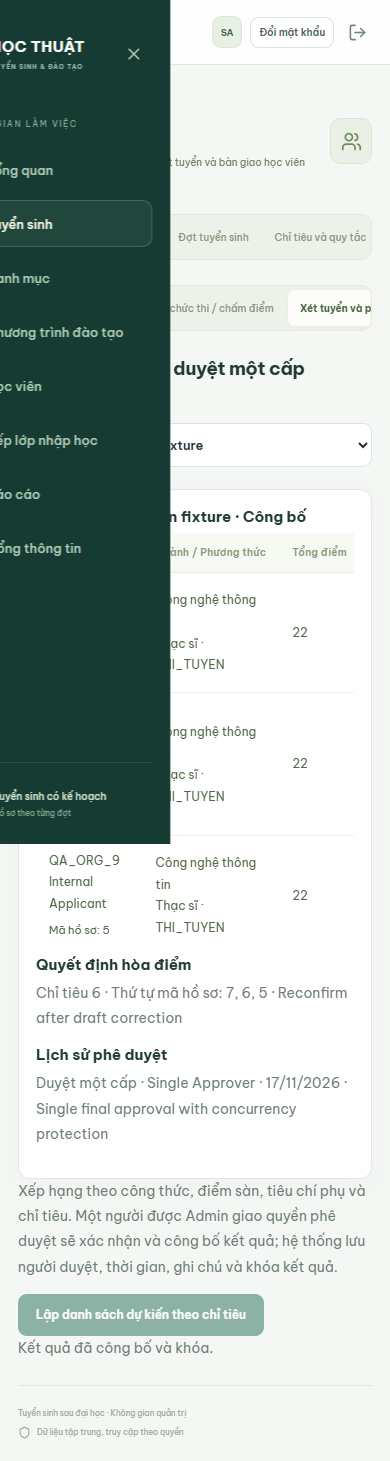 ỌC THUẬT
YỂN SINH & ĐÀO TẠO
SA
Đổi mật khẩu
GIAN LÀM VIỆC
ổng quan
t tuyển và bàn giao học viên
uyển sinh
Đợt tuyển sinh
Chỉ tiêu và quy tắc
anh mục
chức thi / chấm điểm
Xét tuyển và p
hương trình đào tạo
duyệt một cấp
ọc viên
ếp lớp nhập học
xture
áo cáo
n fixture · Công bố
ổng thông tin
ành / Phương thức
Tổng điểm
ông nghệ thông
ạc sĩ ·
HI_TUYEN
22
ông nghệ thông
ạc sĩ ·
HI_TUYEN
22
uyển sinh có kế hoạch
ồ sơ theo từng đợt
QA_ORG_9
Internal
Applicant
Mã hồ sơ: 5
Công nghệ thông
tin
Thạc sĩ ·
THI_TUYEN
22
Quyết định hòa điểm
Chỉ tiêu 6 · Thứ tự mã hồ sơ: 7, 6, 5 · Reconfirm
after draft correction
Lịch sử phê duyệt
Duyệt một cấp · Single Approver · 17/11/2026 ·
Single final approval with concurrency
protection
Xếp hạng theo công thức, điểm sàn, tiêu chí phụ và
chỉ tiêu. Một người được Admin giao quyền phê
duyệt sẽ xác nhận và công bố kết quả; hệ thống lưu
người duyệt, thời gian, ghi chú và khóa kết quả.
Lập danh sách dự kiến theo chỉ tiêu
Kết quả đã công bố và khóa.
Tuyển sinh sau đại học · Không gian quản trị
Dữ liệu tập trung, truy cập theo quyền